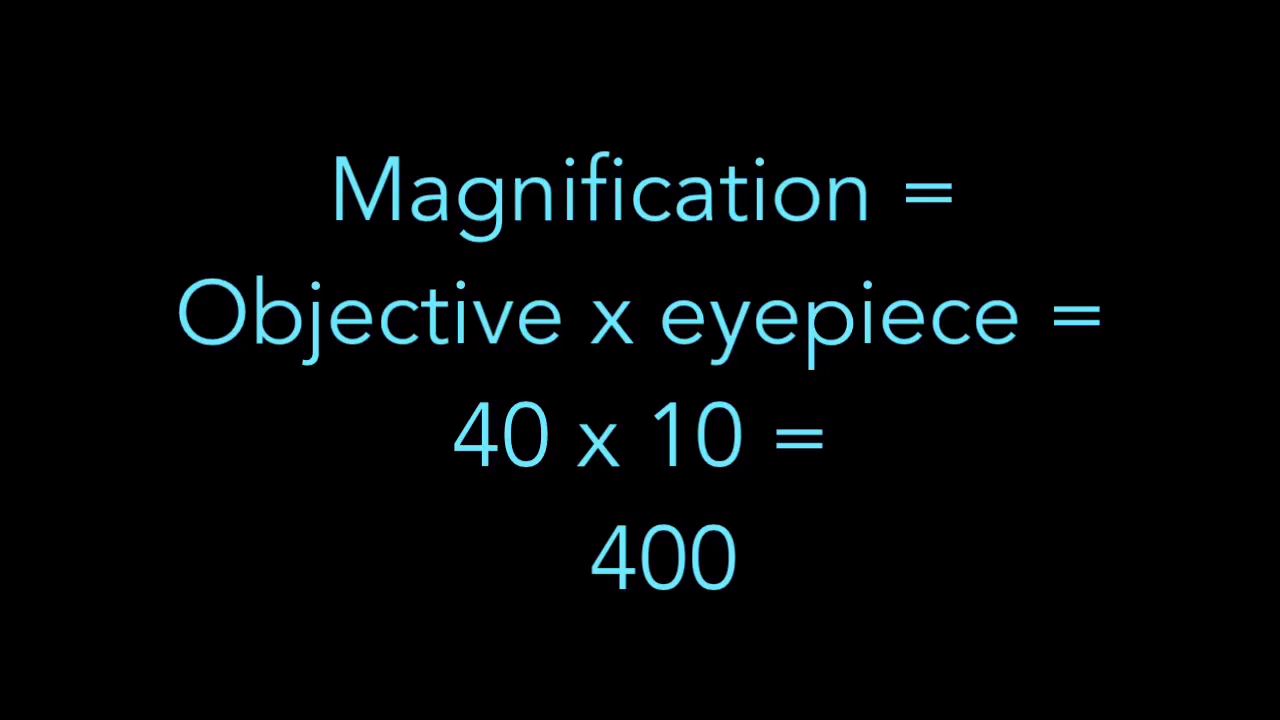 Magnification =
Objective x eyepiece =
40 x 10 =
400